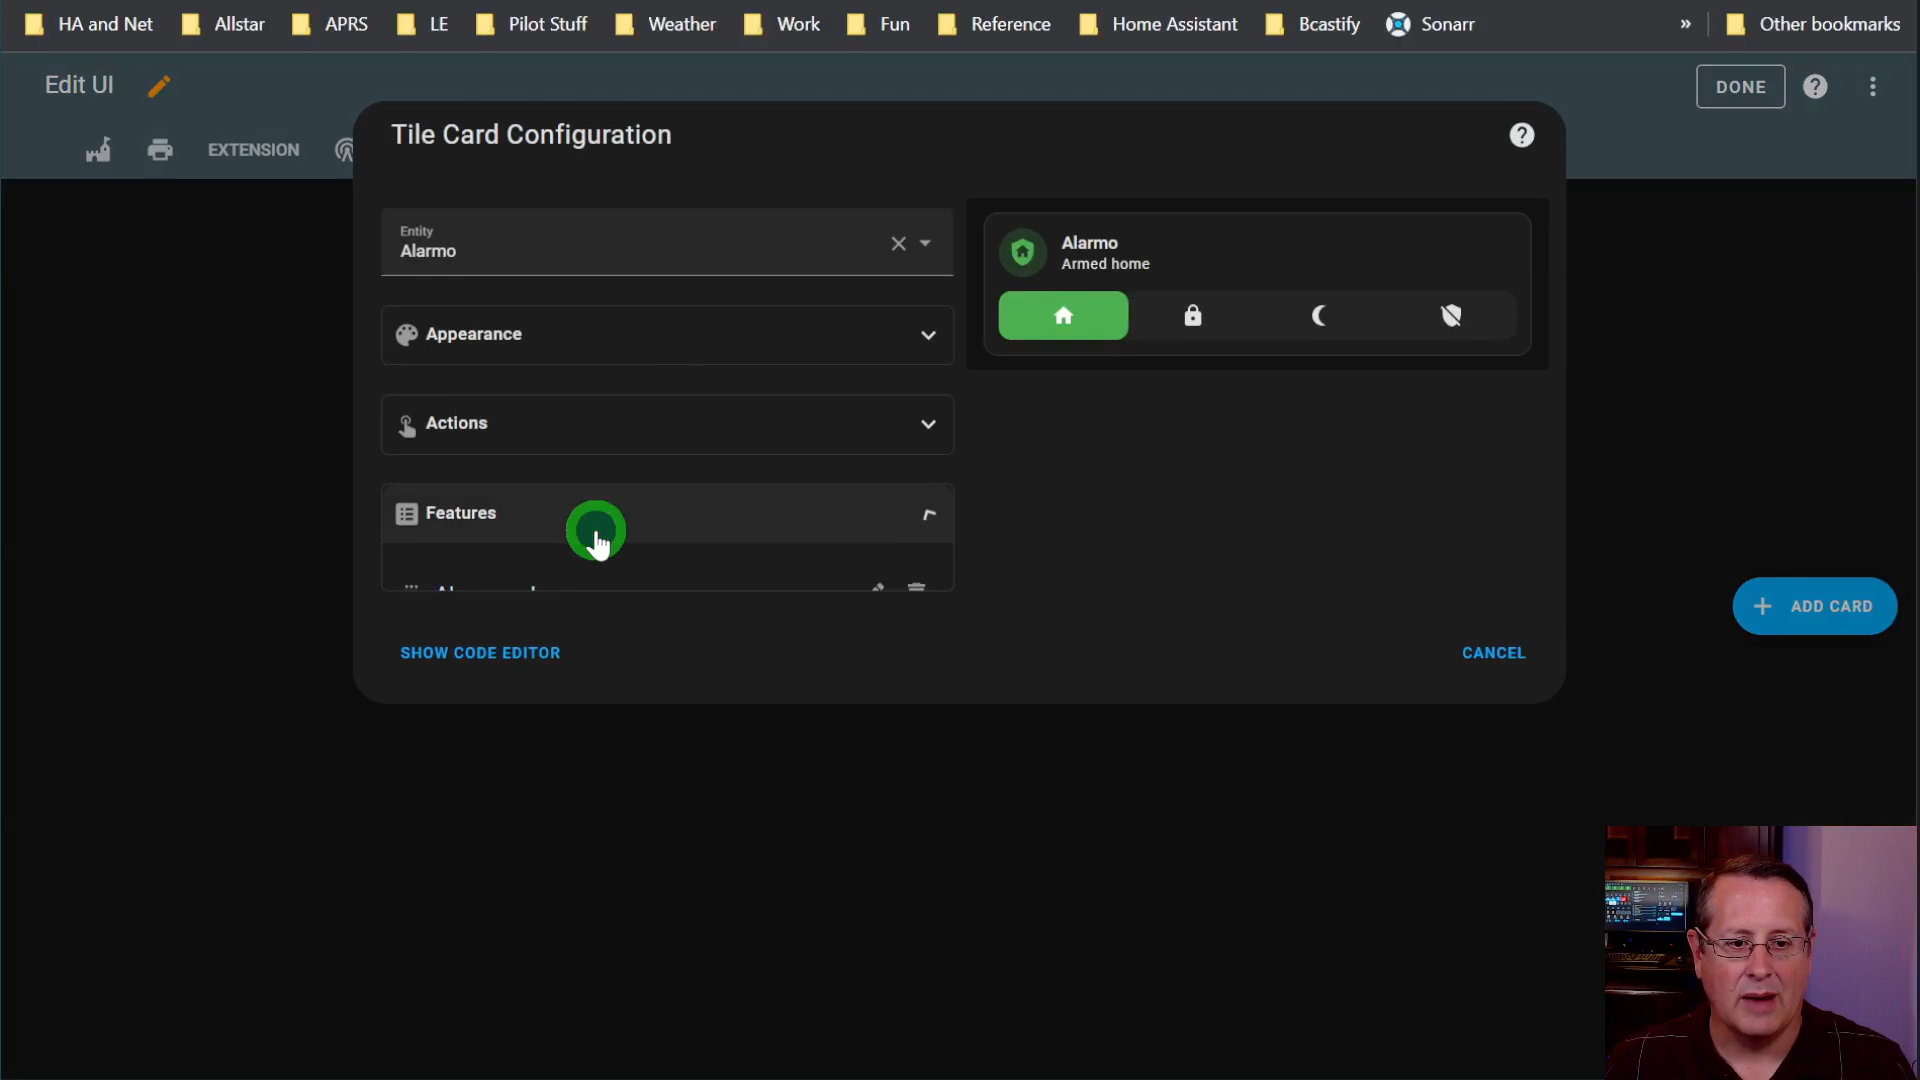 HA and Net
Allstar
APRS
LE
Pilot Stuff
Weather
Work
Fun
Reference
Home Assistant
Bcastify
Sonarr
»
Other bookmarks
Edit UI
DONE
EXTENSION
Tile Card Configuration
Entity
Alarmo
Alarmo
Armed home
Appearance
Actions
Features
ADD CARD
SHOW CODE EDITOR
CANCEL